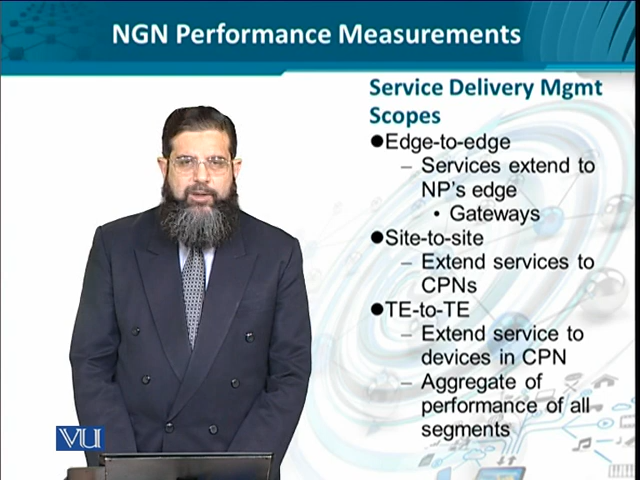 NGN Performance Measurements
Service Delivery Mgmt
Scopes
●Edge-to-edge
– Services extend to
NP's edge
• Gateways
●Site-to-site
– Extend services to
CPNs
●TE-to-TE
– Extend service to
devices in CPN
– Aggregate of
performance of all
segments
VU